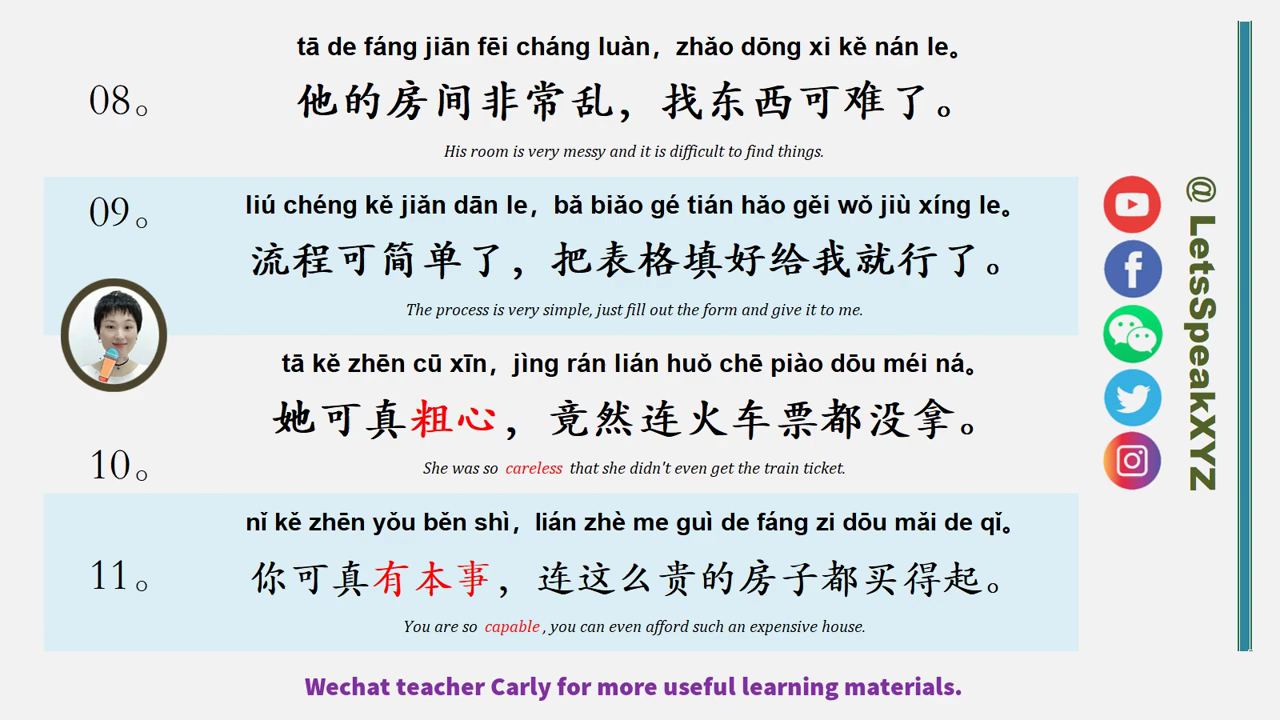 tā de fáng jiān fēi cháng luàn，zhǎo dōng xi kě nán le。
08。
他的房间非常乱，找东西可难了。
His room is very messy and it is difficult to find things.
liú chéng kě jiǎn dān le，bǎ biǎo gé tián hǎo gěi wǒ jiù xíng le。
09。
流程可简单了，把表格填好给我就行了。
The process is very simple, just fill out the form and give it to me.
tā kě zhēn cū xīn，jìng rán lián huǒ chē piào dōu méi ná。
她可真粗心，竟然连火车票都没拿。
10。
She was so careless that she didn't even get the train ticket.
nǐ kě zhēn yǒu běn shì，lián zhè me guì de fáng zi dōu mǎi de qǐ。
11。
你可真有本事，连这么贵的房子都买得起。
You are so capable, you can even afford such an expensive house.
Wechat teacher Carly for more useful learning materials.
@ LetsSpeakXYZ